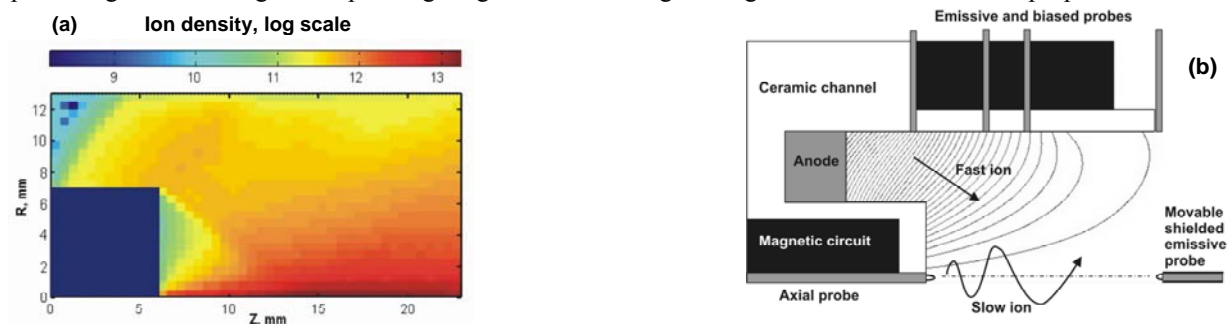 (a) Ion density, log scale
9 10 11 12 13
R, mm
12
10
8
6
4
2
0
0 5 10 15 20
Z, mm
Emissive and biased probes
(b)
Ceramic channel
Anode
Fast ion
Magnetic circuit
Movable
shielded
emissive
probe
Axial probe
Slow ion